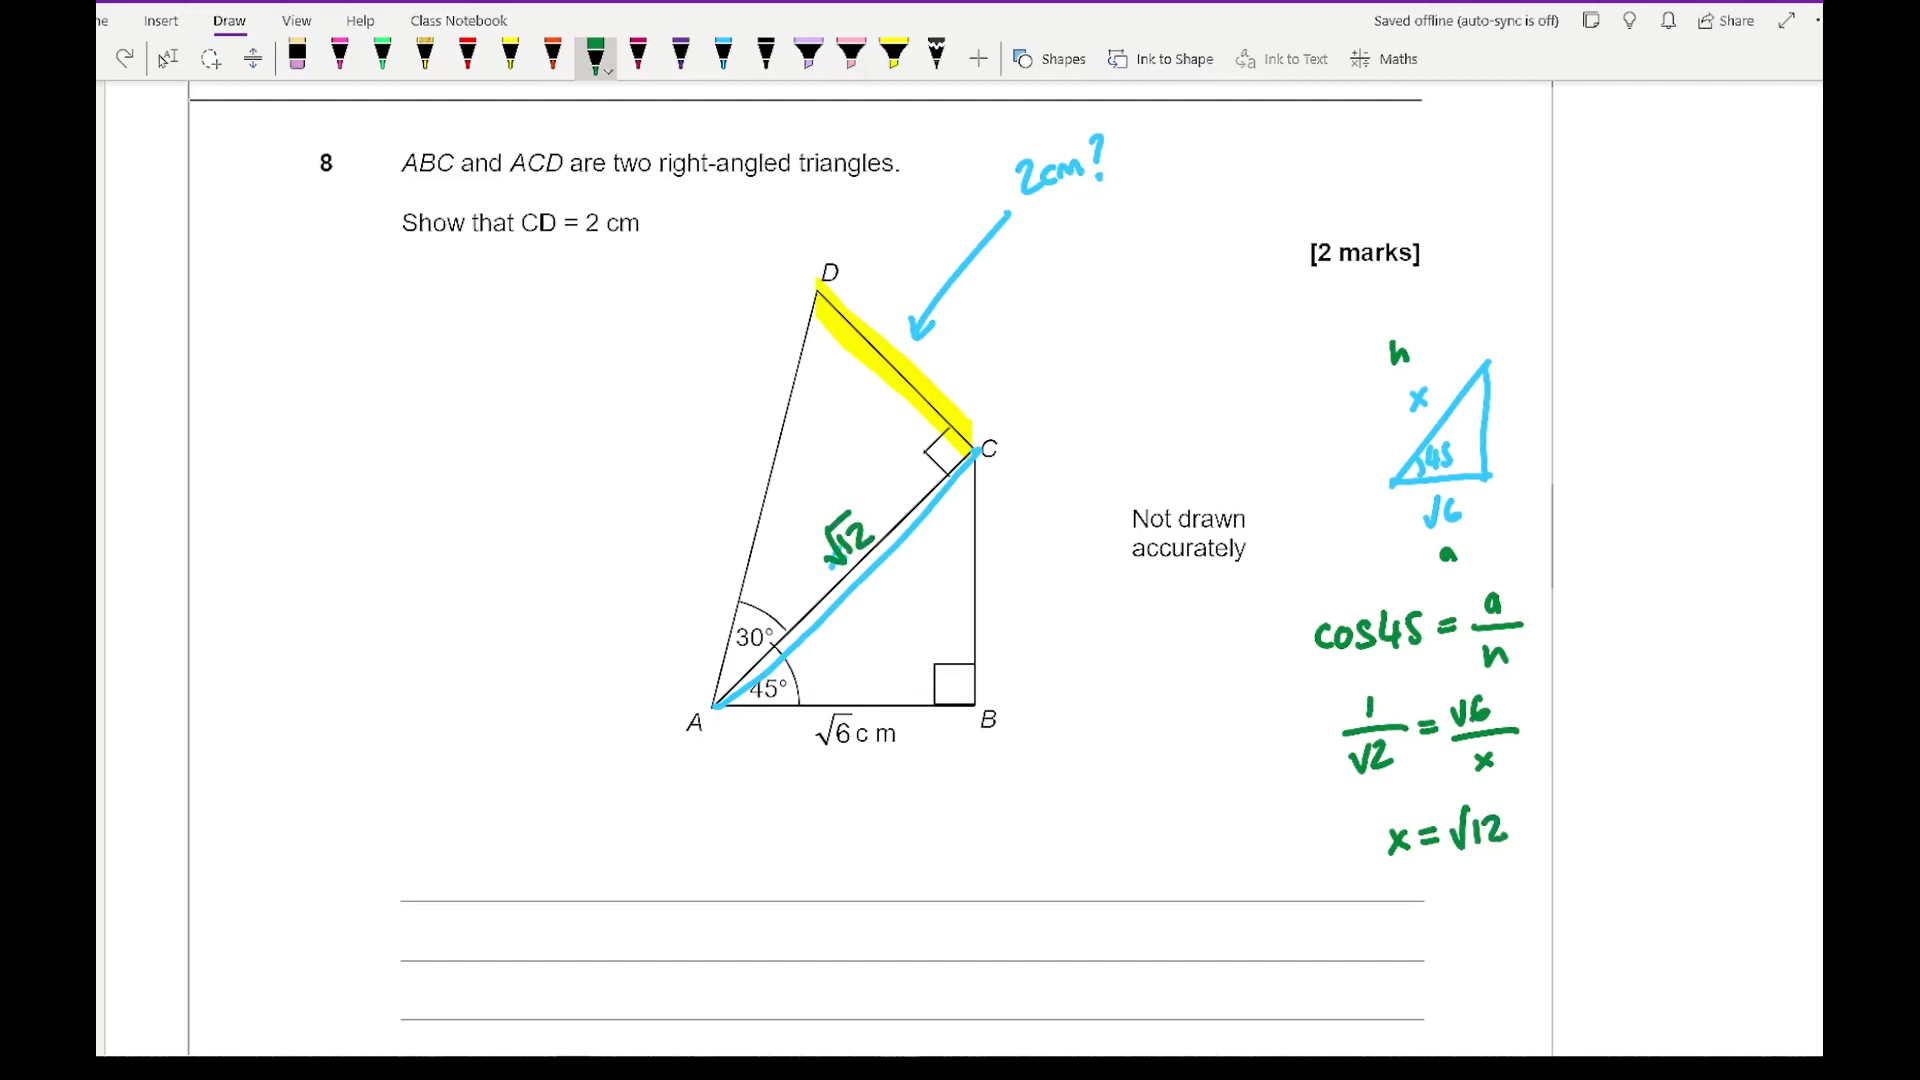 Insert Draw View Help Class Notebook
Saved offline (auto-sync is off) Share
Shapes Ink to Shape Ink to Text Maths
8 ABC and ACD are two right-angled triangles.
2cm?
Show that CD = 2 cm
[2 marks]
D
h
x
C
45
√6
√12
Not drawn
accurately
a
cos45 = a/h
30°
45°
A
B
√6 c m
1/√2 = √6/x
x = √12